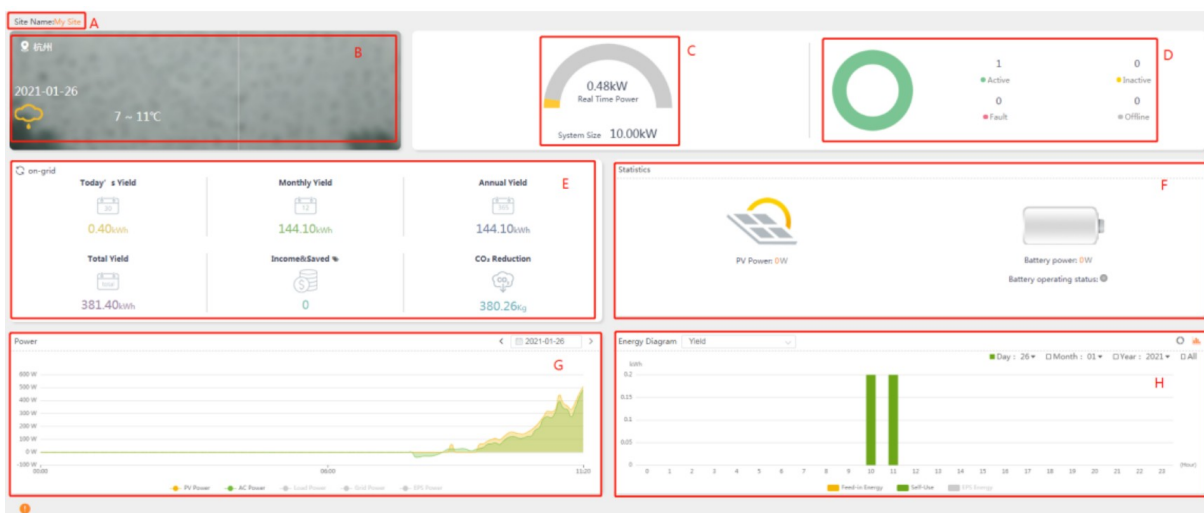 Site Name:My Site A
杭州 B
2021-01-26
7 ~ 11℃
0.48kW
Real Time Power
System Size 10.00kW
C
1 0
Active Inactive
0 0
Fault Offline
D
on-grid E
Today' s Yield Monthly Yield Annual Yield
30 12 365
0.40kWh 144.10kWh 144.10kWh
Total Yield Income&Saved CO₂ Reduction
Total $ CO₂
381.40kWh 0 380.26Kg
Statistics F
PV Power: 0W Battery power: 0W
Battery operating status:
Power 2021-01-26
G
600 W
500 W
400 W
300 W
200 W
100 W
0 W
-100 W
00:00 06:00 11:20
PV Power AC Power Load Power Grid Power EPS Power
Energy Diagram Yield
Day : 26 Month : 01 Year : 2021 All
H
kWh
0.2
0.15
0.1
0.05
0
0 1 2 3 4 5 6 7 8 9 10 11 12 13 14 15 16 17 18 19 20 21 22 23 (Hour)
Feed-in Energy Self-Use EPS Energy